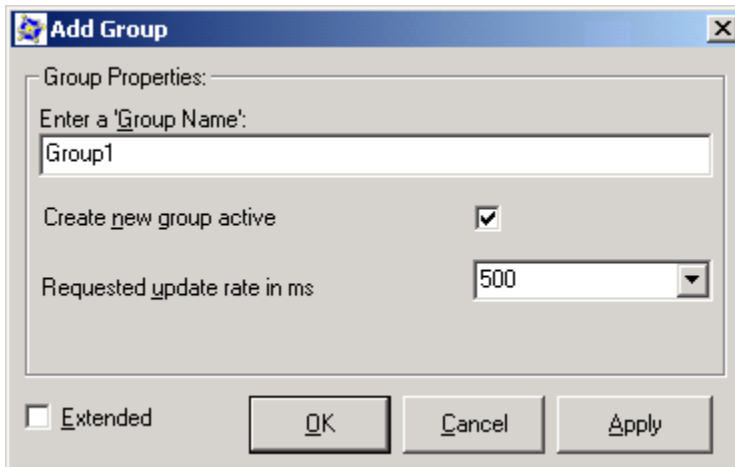 Add Group
Group Properties:
Enter a 'Group Name':
Group1
Create new group active
Requested update rate in ms
500
Extended
OK
Cancel
Apply